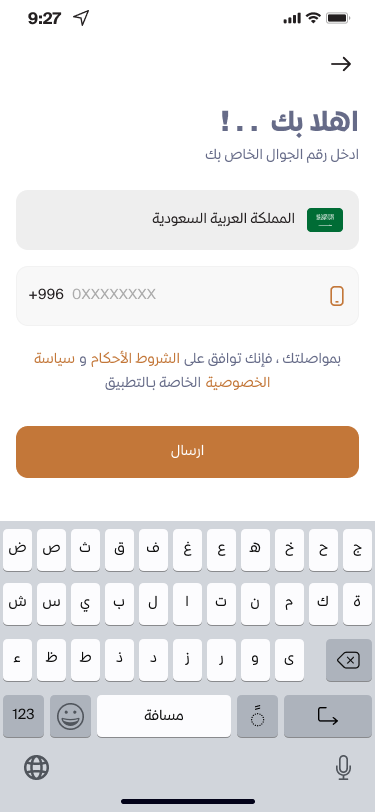 9:27
اهلا بك ..!
ادخل رقم الجوال الخاص بك
المملكة العربية السعودية
+996 0XXXXXXXX
بمواصلتك ، فإنك توافق على الشروط الأحكام و سياسة
الخصوصية الخاصة بالتطبيق
ارسال
ض ص ث ق ف غ ع ه خ ح ج
ش س ي ب ل ا ت ن م ك ة
ء ظ ط ذ د ز ر و ى
123 مسافة